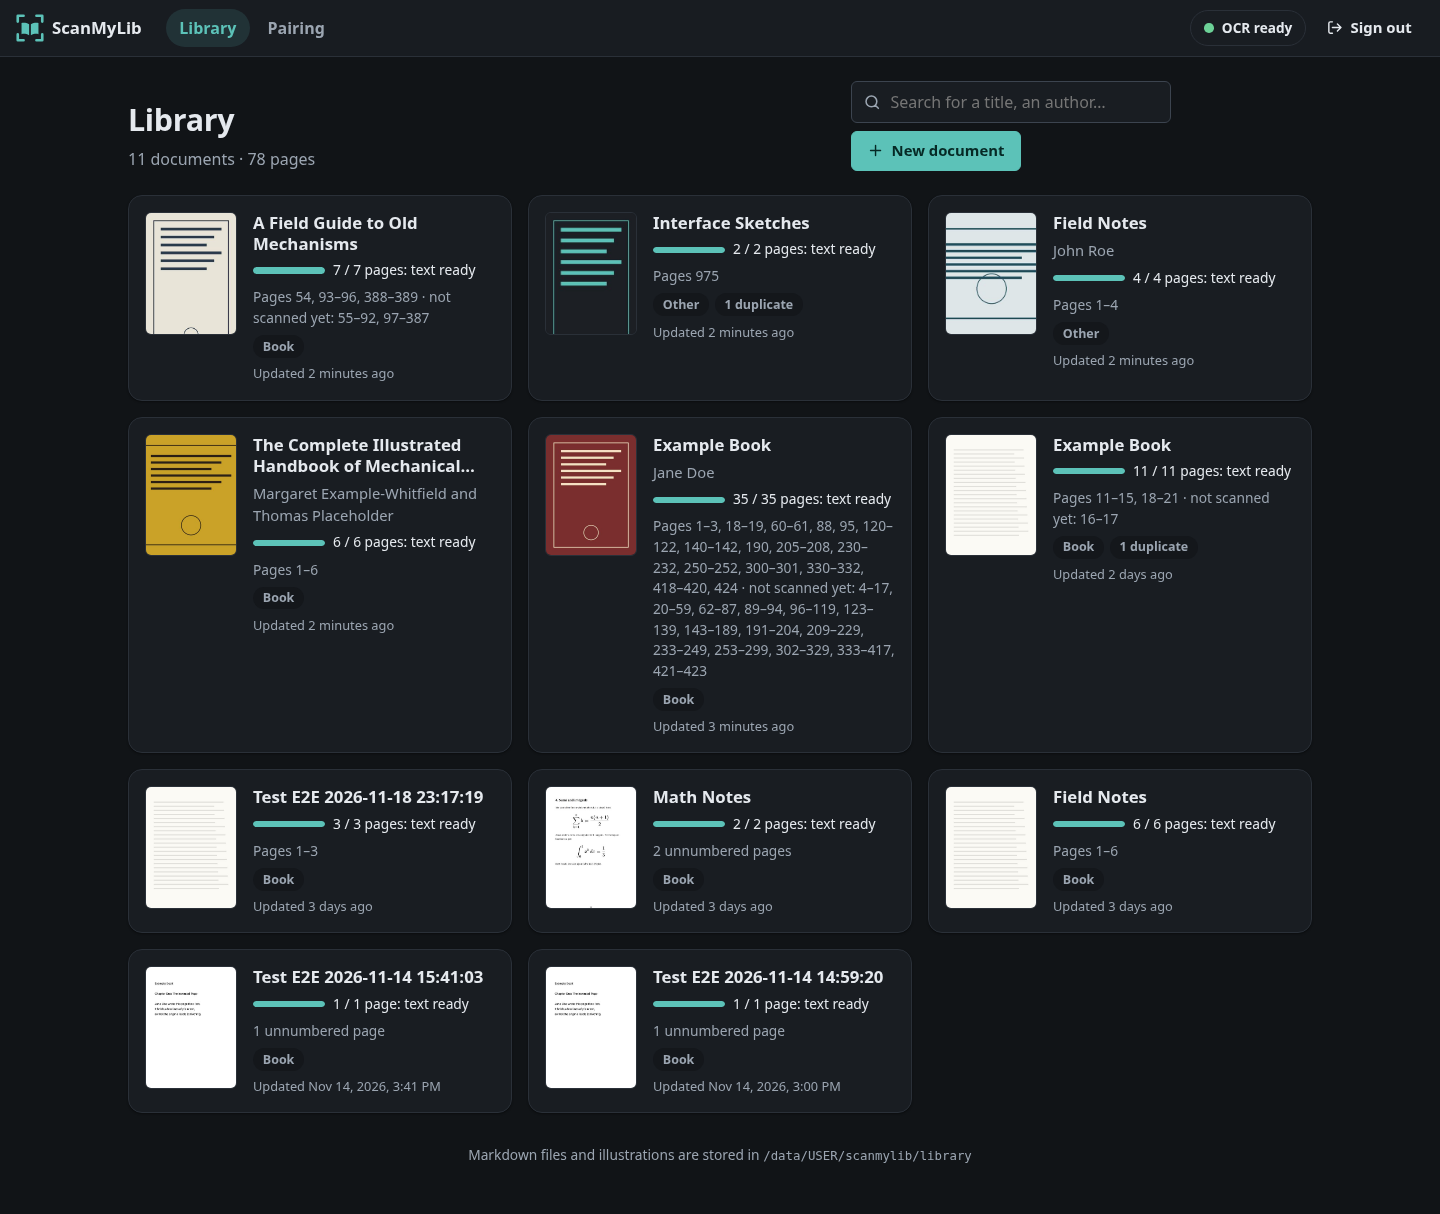 ScanMyLib
Library
Pairing
OCR ready
Sign out
Library
11 documents · 78 pages
Search for a title, an author...
New document
A Field Guide to Old
Mechanisms
7 / 7 pages: text ready
Pages 54, 93–96, 388–389 · not
scanned yet: 55–92, 97–387
Book
Updated 2 minutes ago
Interface Sketches
2 / 2 pages: text ready
Pages 975
Other
1 duplicate
Updated 2 minutes ago
Field Notes
John Roe
4 / 4 pages: text ready
Pages 1–4
Other
Updated 2 minutes ago
The Complete Illustrated
Handbook of Mechanical...
Margaret Example-Whitfield and
Thomas Placeholder
6 / 6 pages: text ready
Pages 1–6
Book
Updated 2 minutes ago
Example Book
Jane Doe
35 / 35 pages: text ready
Pages 1–3, 18–19, 60–61, 88, 95, 120–
122, 140–142, 190, 205–208, 230–
232, 250–252, 300–301, 330–332,
418–420, 424 · not scanned yet: 4–17,
20–59, 62–87, 89–94, 96–119, 123–
139, 143–189, 191–204, 209–229,
233–249, 253–299, 302–329, 333–417,
421–423
Book
Updated 3 minutes ago
Example Book
11 / 11 pages: text ready
Pages 11–15, 18–21 · not scanned
yet: 16–17
Book
1 duplicate
Updated 2 days ago
Test E2E 2026-11-18 23:17:19
3 / 3 pages: text ready
Pages 1–3
Book
Updated 3 days ago
Math Notes
2 / 2 pages: text ready
2 unnumbered pages
Book
Updated 3 days ago
Field Notes
6 / 6 pages: text ready
Pages 1–6
Book
Updated 3 days ago
Test E2E 2026-11-14 15:41:03
1 / 1 page: text ready
1 unnumbered page
Book
Updated Nov 14, 2026, 3:41 PM
Test E2E 2026-11-14 14:59:20
1 / 1 page: text ready
1 unnumbered page
Book
Updated Nov 14, 2026, 3:00 PM
Markdown files and illustrations are stored in /data/USER/scanmylib/library